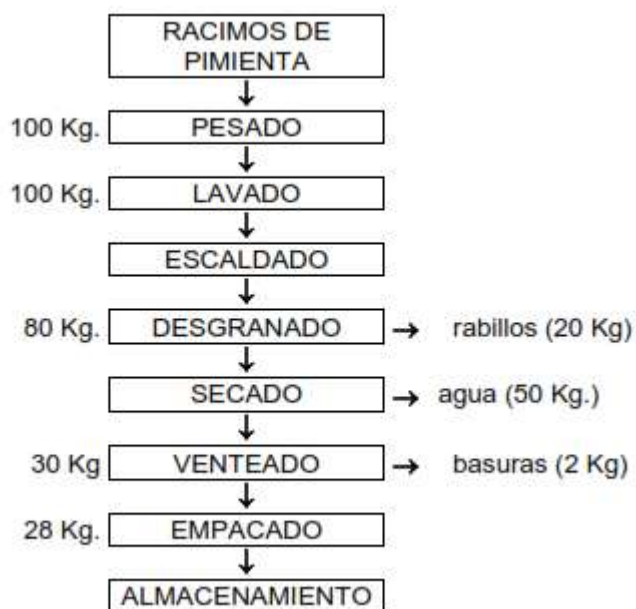 RACIMOS DE
PIMIENTA
100 Kg. PESADO
100 Kg. LAVADO
ESCALDADO
80 Kg. DESGRANADO → rabillos (20 Kg)
SECADO → agua (50 Kg.)
30 Kg VENTEADO → basuras (2 Kg)
28 Kg. EMPACADO
ALMACENAMIENTO